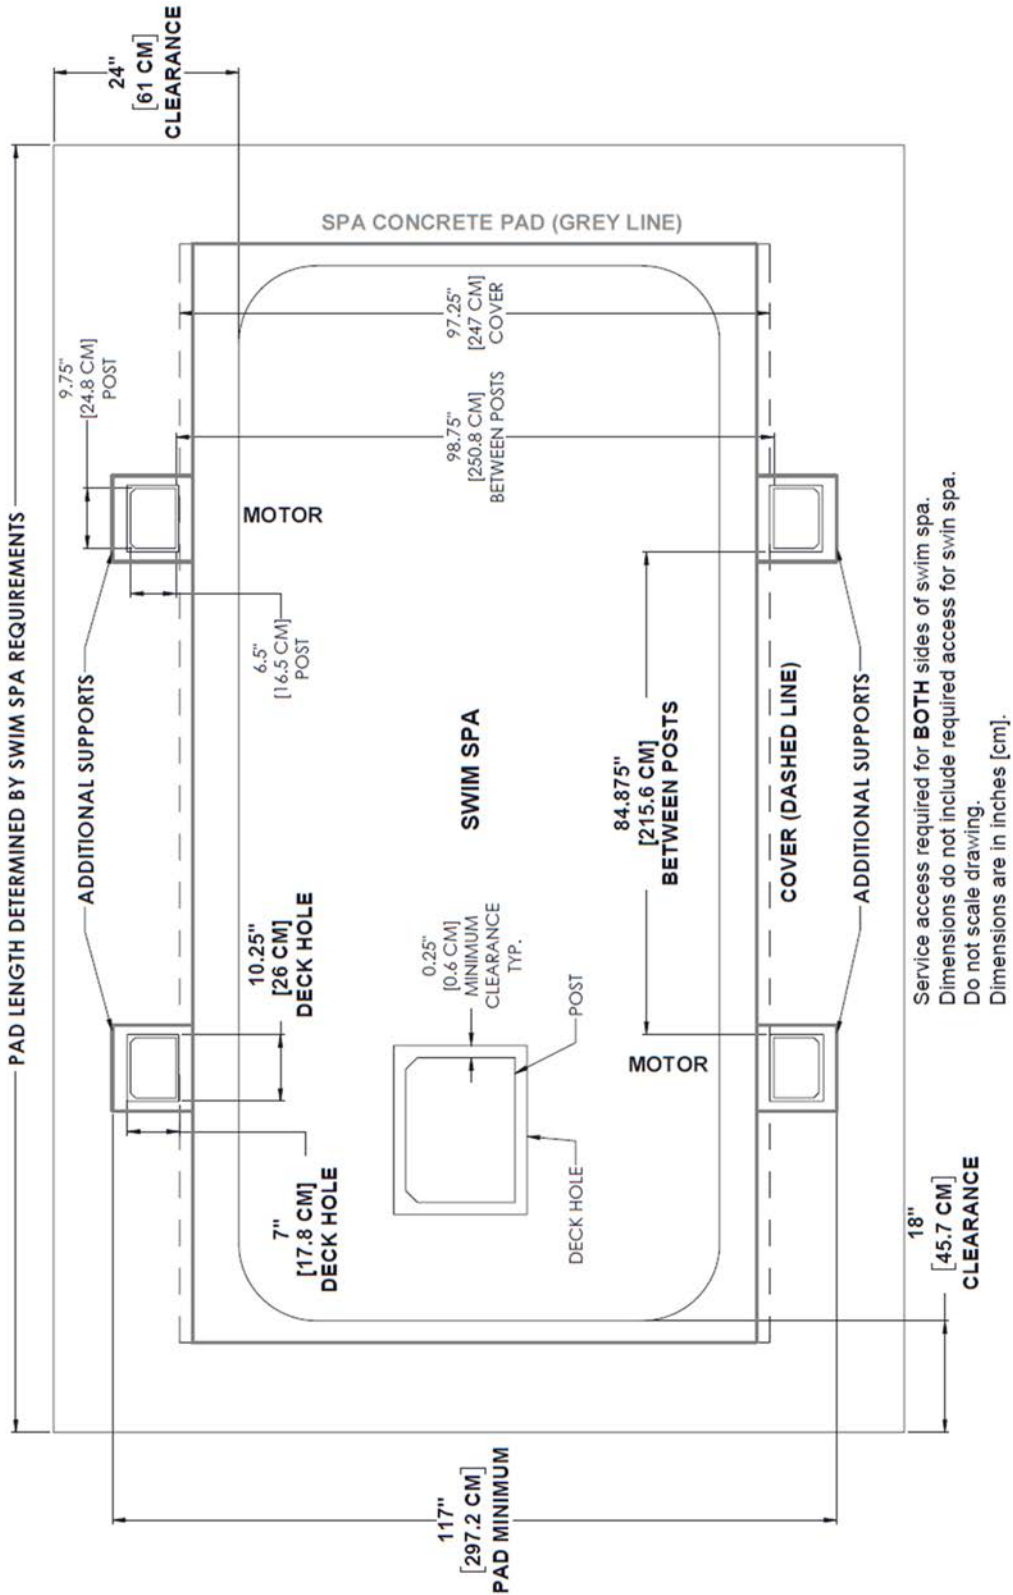 PAD LENGTH DETERMINED BY SWIM SPA REQUIREMENTS
24"
[61 CM]
CLEARANCE
ADDITIONAL SUPPORTS
9.75"
[24.8 CM]
POST
SPA CONCRETE PAD (GREY LINE)
7"
[17.8 CM]
DECK HOLE
10.25"
[26 CM]
DECK HOLE
6.5"
[16.5 CM]
POST
MOTOR
97.25"
[247 CM]
COVER
98.75"
[250.8 CM]
BETWEEN POSTS
SWIM SPA
0.25"
[0.6 CM]
MINIMUM
CLEARANCE
TYP.
POST
DECK HOLE
84.875"
[215.6 CM]
BETWEEN POSTS
MOTOR
COVER (DASHED LINE)
ADDITIONAL SUPPORTS
117"
[297.2 CM]
PAD MINIMUM
18"
[45.7 CM]
CLEARANCE
Service access required for BOTH sides of swim spa.
Dimensions do not include required access for swin spa.
Do not scale drawing.
Dimensions are in inches [cm].